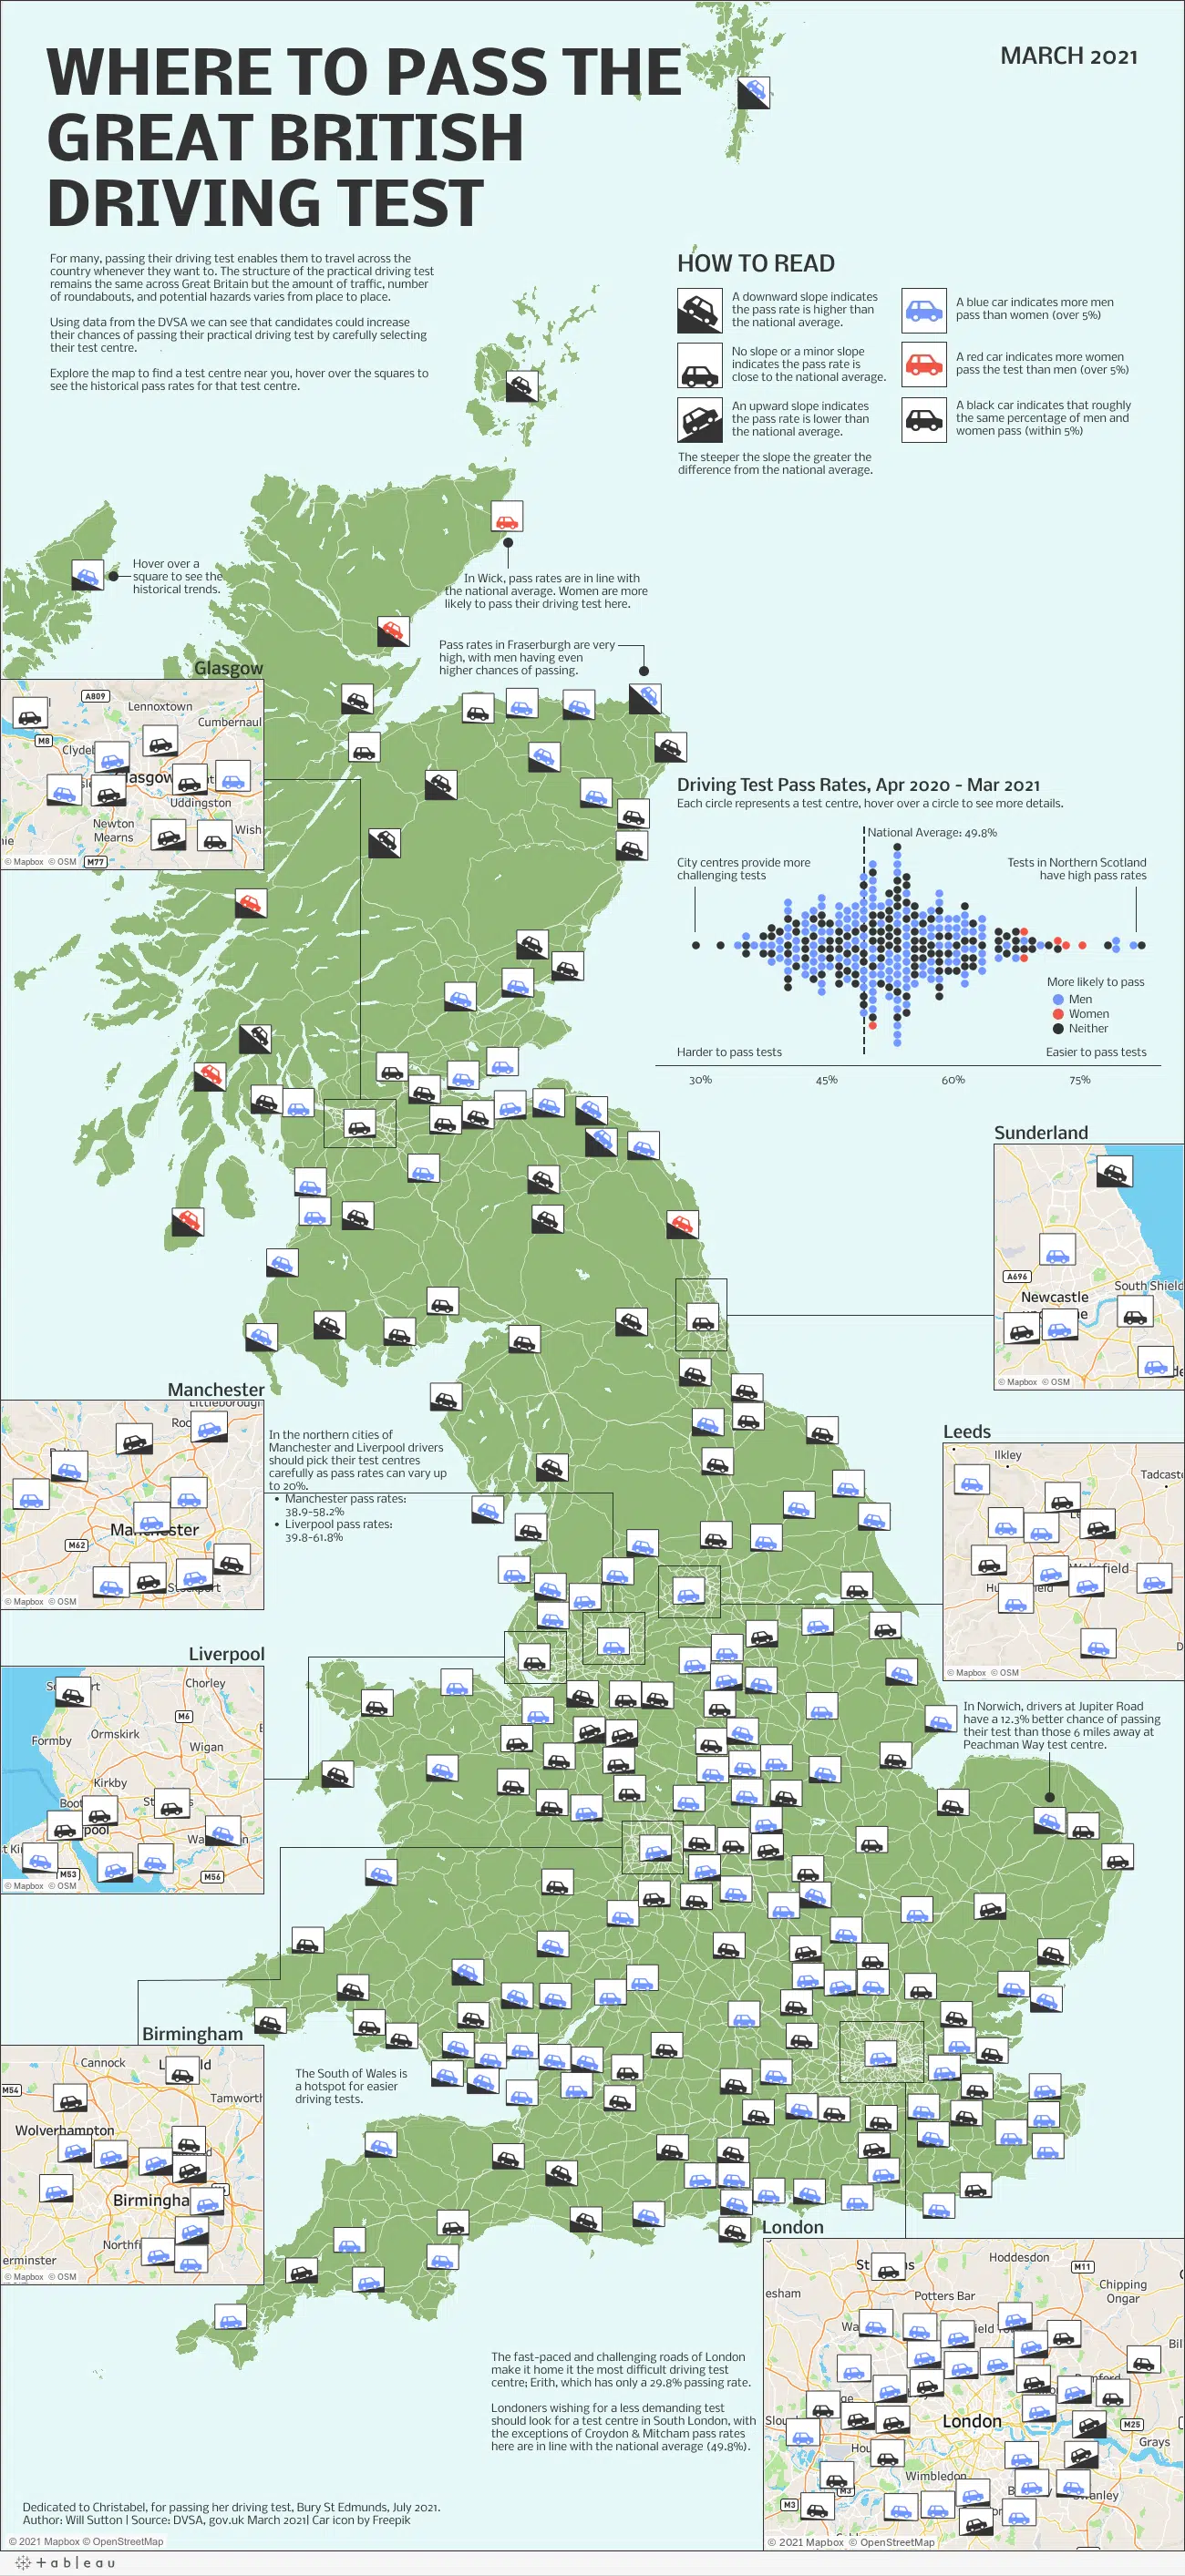 WHERE TO PASS THE
GREAT BRITISH
DRIVING TEST
MARCH 2021
For many, passing their driving test enables them to travel across the
country whenever they want to. The structure of the practical driving test
remains the same across Great Britain but the amount of traffic, number
of roundabouts, and potential hazards varies from place to place.
Using data from the DVSA we can see that candidates could increase
their chances of passing their practical driving test by carefully selecting
their test centre.
Explore the map to find a test centre near you, hover over the squares to
see the historical pass rates for that test centre.
HOW TO READ
A downward slope indicates
the pass rate is higher than
the national average.
No slope or a minor slope
indicates the pass rate is
close to the national average.
An upward slope indicates
the pass rate is lower than
the national average.
The steeper the slope the greater the
difference from the national average.
A blue car indicates more men
pass than women (over 5%)
A red car indicates more women
pass the test than men (over 5%)
A black car indicates that roughly
the same percentage of men and
women pass (within 5%)
Hover over a
square to see the
historical trends.
In Wick, pass rates are in line with
the national average. Women are more
likely to pass their driving test here.
Pass rates in Fraserburgh are very
high, with men having even
higher chances of passing.
Glasgow
A809
Lennoxtown
Cumbernaul
M8
Clydeb
lasgow
Uddingston
Newton
Mearns
Wish
nie
© Mapbox © OSM
M77
Driving Test Pass Rates, Apr 2020 - Mar 2021
Each circle represents a test centre, hover over a circle to see more details.
National Average: 49.8%
City centres provide more
challenging tests
Tests in Northern Scotland
have high pass rates
More likely to pass
Men
Women
Neither
Harder to pass tests
Easier to pass tests
30%
45%
60%
75%
Sunderland
A696
South Shield
Newcastle
© Mapbox © OSM
Manchester
Littleborough
Roc
M62
Man
ester
Sto
port
© Mapbox © OSM
In the northern cities of
Manchester and Liverpool drivers
should pick their test centres
carefully as pass rates can vary up
to 20%.
• Manchester pass rates:
38.9-58.2%
• Liverpool pass rates:
39.8-61.8%
Leeds
Ilkley
Tadcast
Hu
field
© Mapbox © OSM
Liverpool
Chorley
M6
Formby
Ormskirk
Wigan
Kirkby
Boot
St
pool
Wa
n
M53
M56
© Mapbox © OSM
In Norwich, drivers at Jupiter Road
have a 12.3% better chance of passing
their test than those 6 miles away at
Peachman Way test centre.
Birmingham
Cannock
M54
Tamworth
Wolverhampton
Birmingha
Northfi
erminster
© Mapbox © OSM
The South of Wales is
a hotspot for easier
driving tests.
London
Hoddesdon
M11
esham
Potters Bar
Chipping
Ongar
Wa
London
M25
Grays
Slou
Hou
Wimbledon
M3
M3
© 2021 Mapbox © OpenStreetMap
The fast-paced and challenging roads of London
make it home it the most difficult driving test
centre; Erith, which has only a 29.8% passing rate.
Londoners wishing for a less demanding test
should look for a test centre in South London, with
the exceptions of Croydon & Mitcham pass rates
here are in line with the national average (49.8%).
Dedicated to Christabel, for passing her driving test, Bury St Edmunds, July 2021.
Author: Will Sutton | Source: DVSA, gov.uk March 2021| Car icon by Freepik
© 2021 Mapbox © OpenStreetMap
+ableau